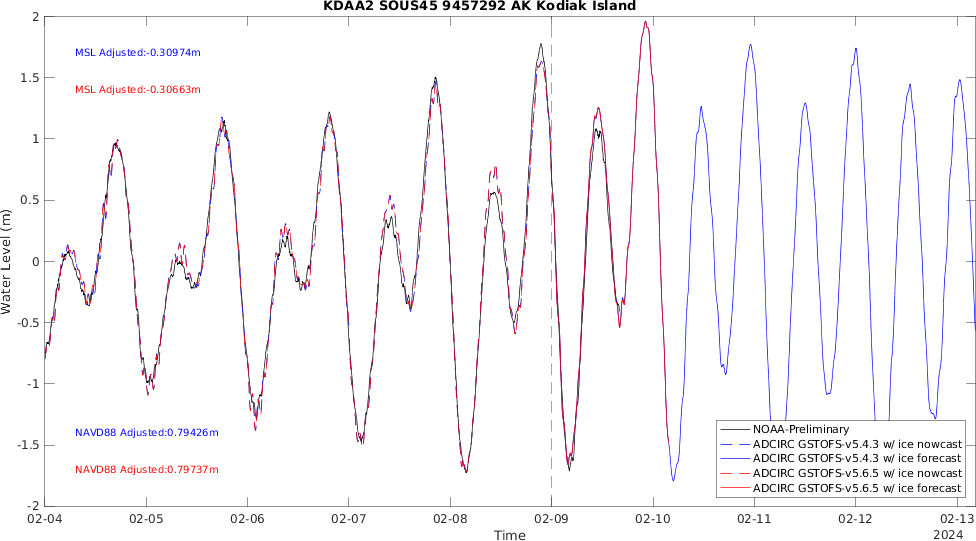 KDAA2 SOUS45 9457292 AK Kodiak Island
2
1.5
1
0.5
0
-0.5
-1
-1.5
-2
Water Level (m)
MSL Adjusted:-0.30974m
MSL Adjusted:-0.30663m
NAVD88 Adjusted:0.79426m
NAVD88 Adjusted:0.79737m
NOAA-Preliminary
ADCIRC GSTOFS-v5.4.3 w/ ice nowcast
ADCIRC GSTOFS-v5.4.3 w/ ice forecast
ADCIRC GSTOFS-v5.6.5 w/ ice nowcast
ADCIRC GSTOFS-v5.6.5 w/ ice forecast
02-04 02-05 02-06 02-07 02-08 02-09 02-10 02-11 02-12 02-13
Time
2024